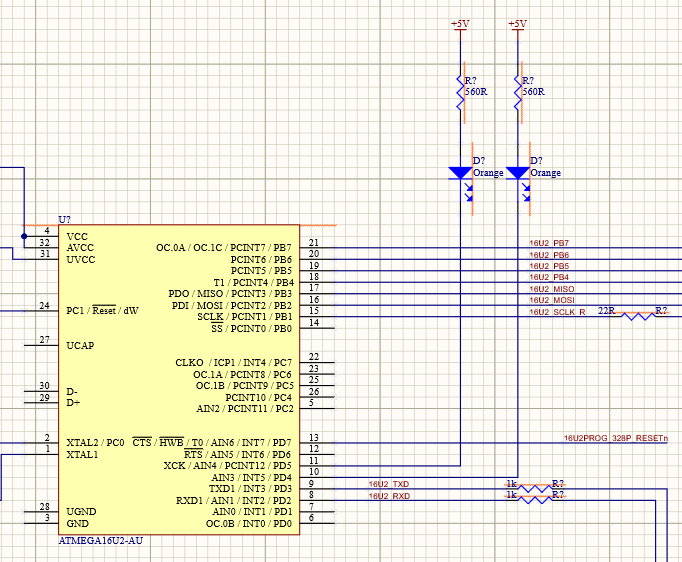 +5V +5V
R? R?
560R 560R
D? D?
Orange Orange
U?
4 VCC
32 AVCC OC.0A / OC.1C / PCINT7 / PB7 21 16U2_PB7
31 UVCC PCINT6 / PB6 20 16U2_PB6
PCINT5 / PB5 19 16U2_PB5
T1 / PCINT4 / PB4 18 16U2_PB4
PDO / MISO / PCINT3 / PB3 17 16U2_MISO
24 PC1 / Reset / dW PDI / MOSI / PCINT2 / PB2 16 16U2_MOSI
SCLK / PCINT1 / PB1 15 16U2_SCLK_R 22R R?
SS / PCINT0 / PB0 14
27 UCAP
CLKO / ICP1 / INT4 / PC7 22
OC.1A / PCINT8 / PC6 23
30 D- OC.1B / PCINT9 / PC5 25
29 D+ PCINT10 / PC4 26
AIN2 / PCINT11 / PC2 5
2 XTAL2 / PC0 CTS / HWB / T0 / AIN6 / INT7 / PD7 13 16U2PROG_328P_RESETn
1 XTAL1 RTS / AIN5 / INT6 / PD6 12
XCK / AIN4 / PCINT12 / PD5 11
AIN3 / INT5 / PD4 10
TXD1 / INT3 / PD3 9 16U2_TXD 1k R?
RXD1 / AIN1 / INT2 / PD2 8 16U2_RXD 1k R?
28 UGND AIN0 / INT1 / PD1 7
3 GND OC.0B / INT0 / PD0 6
ATMEGA16U2-AU